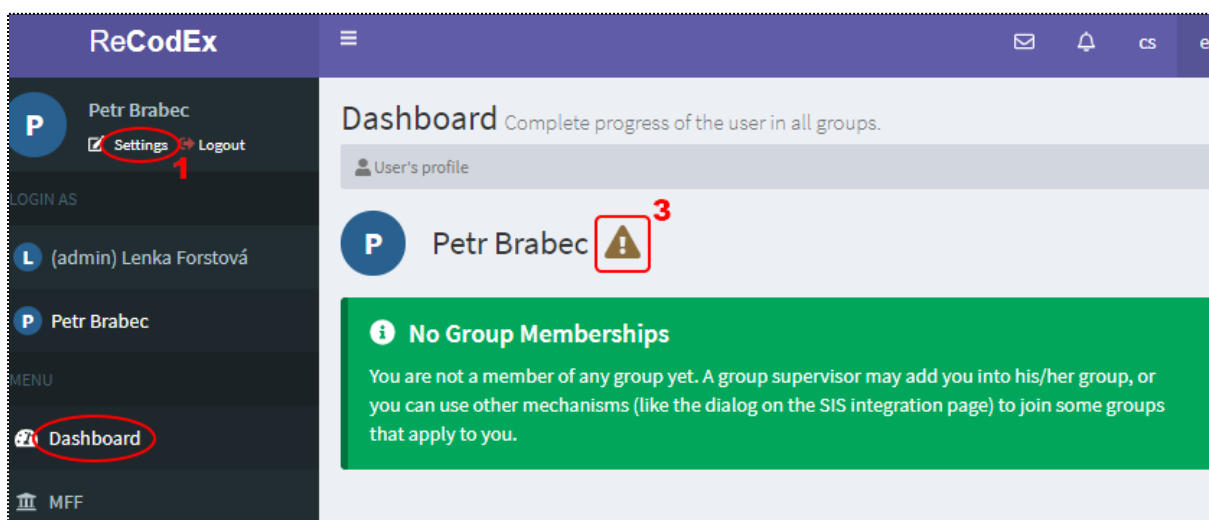 ReCodEx
cs
e
P
Petr Brabec
Settings Logout
1
LOGIN AS
L (admin) Lenka Forstová
P Petr Brabec
MENU
Dashboard
MFF
Dashboard Complete progress of the user in all groups.
User's profile
P Petr Brabec
3
No Group Memberships
You are not a member of any group yet. A group supervisor may add you into his/her group, or
you can use other mechanisms (like the dialog on the SIS integration page) to join some groups
that apply to you.